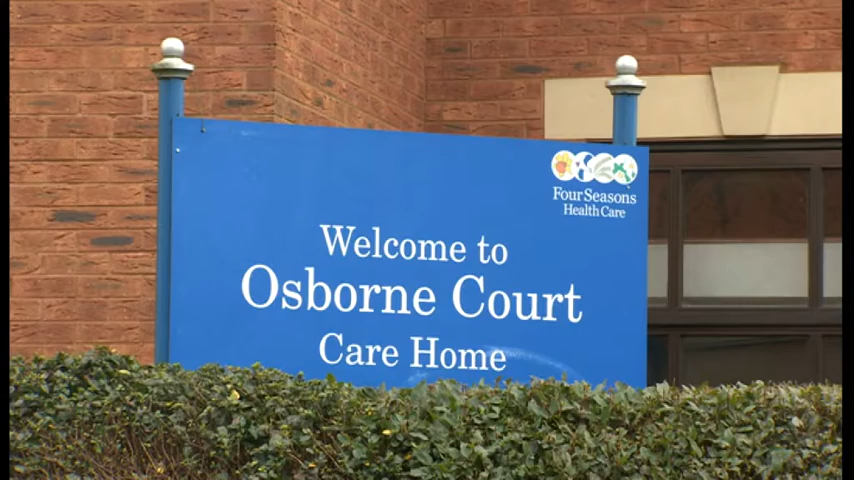 Four Seasons
Health Care
Welcome to
Osborne Court
Care Home